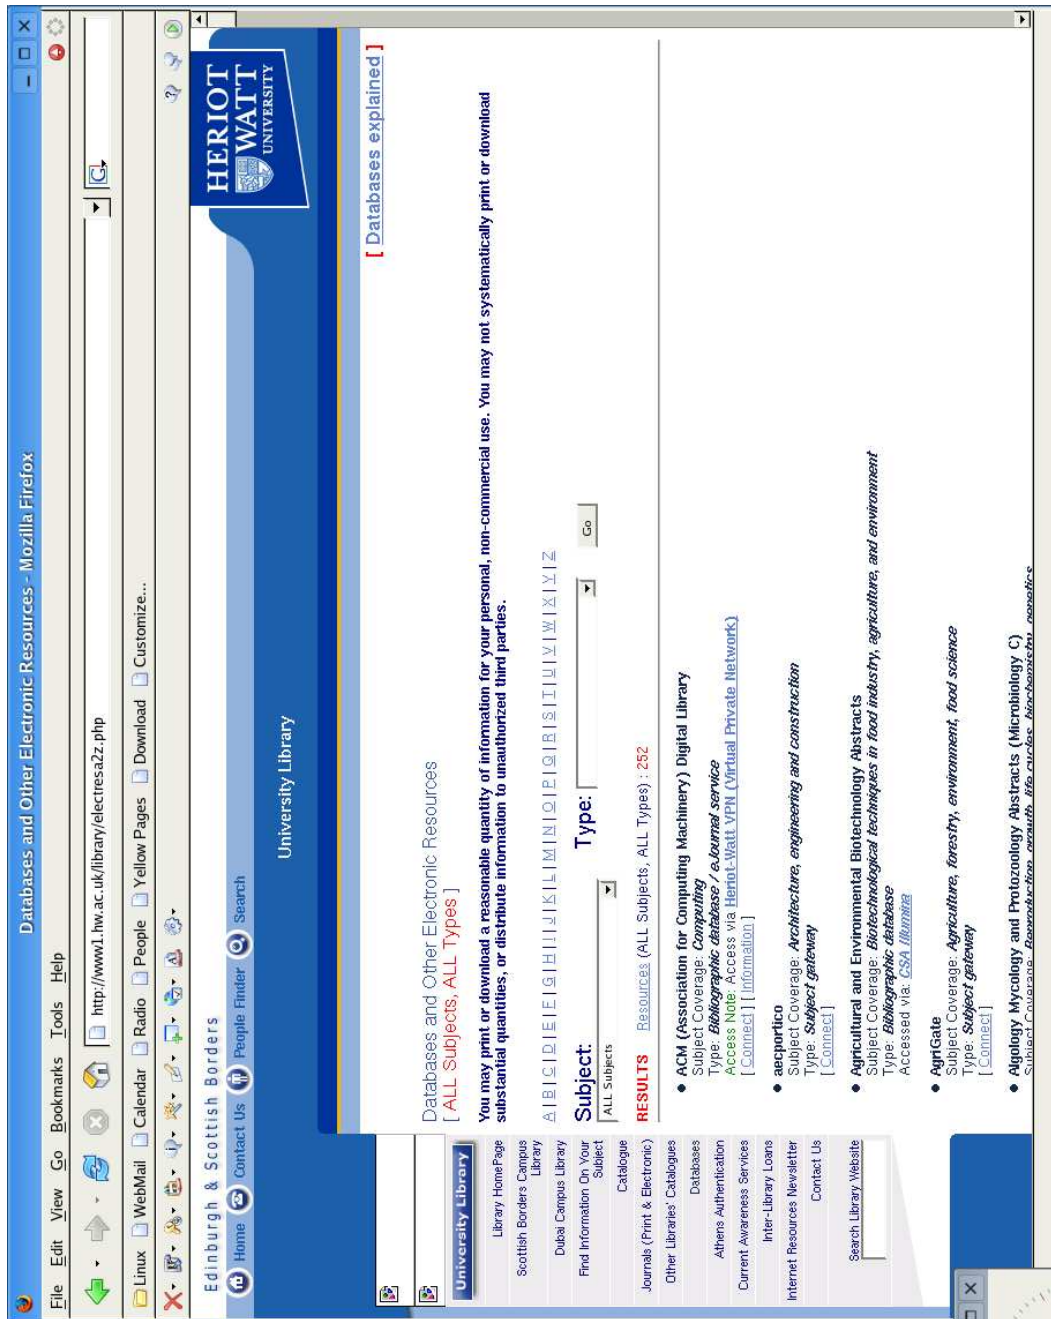 Databases and Other Electronic Resources - Mozilla Firefox
File Edit View Go Bookmarks Tools Help
http://www1.hw.ac.uk/library/electresa2z.php
G
Linux WebMail Calendar Radio People Yellow Pages Download Customize...
Edinburgh & Scottish Borders
HERIOT
WATT
UNIVERSITY
Home Contact Us People Finder Search
University Library
University Library
Library HomePage
Scottish Borders Campus
Library
Dubai Campus Library
Find Information On Your
Subject
Catalogue
Journals (Print & Electronic)
Other Libraries' Catalogues
Databases
Athens Authentication
Current Awareness Services
Inter-Library Loans
Internet Resources Newsletter
Contact Us
Search Library Website
[ Databases explained ]
Databases and Other Electronic Resources
[ ALL Subjects, ALL Types ]
You may print or download a reasonable quantity of information for your personal, non-commercial use. You may not systematically print or download
substantial quantities, or distribute information to unauthorized third parties.
A | B | C | D | E | F | G | H | I | J | K | L | M | N | O | P | Q | R | S | T | U | V | W | X | Y | Z
Subject: Type:
ALL Subjects Go
RESULTS Resources (ALL Subjects, ALL Types) : 252
• ACM (Association for Computing Machinery) Digital Library
Subject Coverage: Computing
Type: Bibliographic database / eJournal service
Access Note: Access via Heriot-Watt VPN (Virtual Private Network)
[ Connect ] [ Information ]
• aecportico
Subject Coverage: Architecture, engineering and construction
Type: Subject gateway
[ Connect ]
• Agricultural and Environmental Biotechnology Abstracts
Subject Coverage: Biotechnological techniques in food industry, agriculture, and environment
Type: Bibliographic database
Accessed via: CSA Illumina
• AgriGate
Subject Coverage: Agriculture, forestry, environment, food science
Type: Subject gateway
[ Connect ]
• Algology Mycology and Protozoology Abstracts (Microbiology C)
Subject Coverage: Reproduction, growth, life cycles, biochemistry, genetics